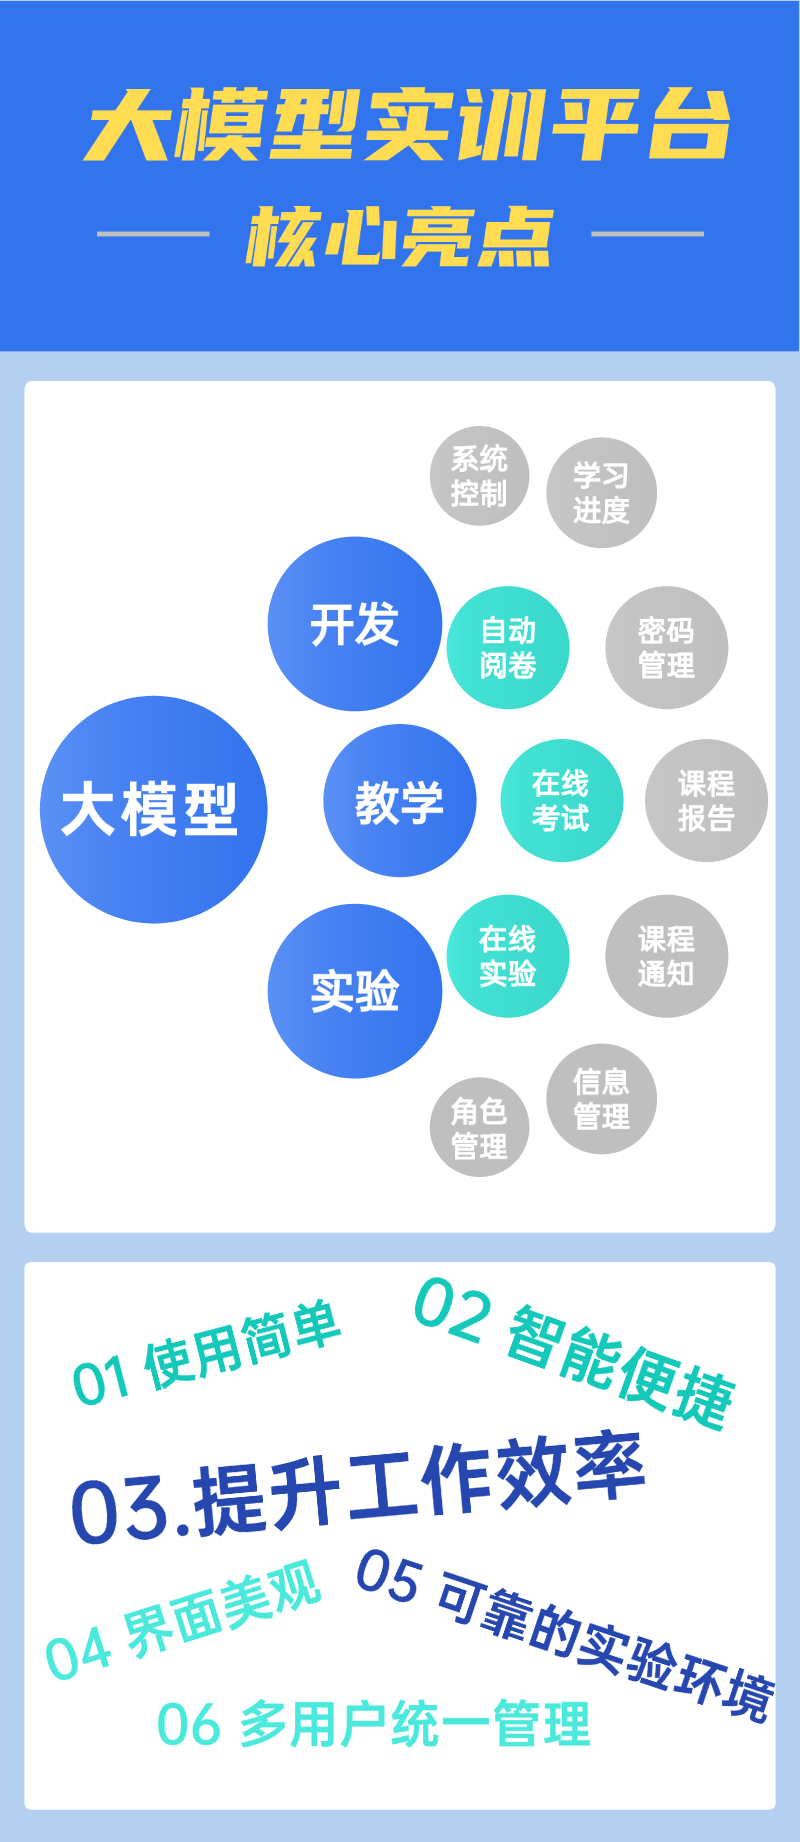 大模型实训平台
核心亮点
系统
控制
学习
进度
开发
自动
阅卷
密码
管理
大模型
教学
在线
考试
课程
报告
实验
在线
实验
课程
通知
角色
管理
信息
管理
01 使用简单
02 智能便捷
03.提升工作效率
04 界面美观
05 可靠的实验环境
06 多用户统一管理